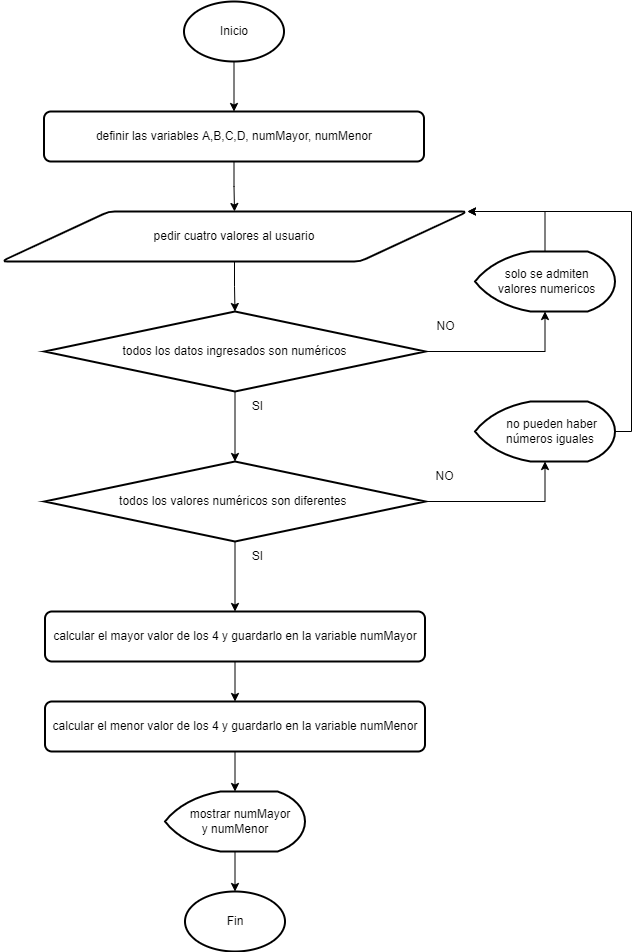 Inicio
definir las variables A,B,C,D, numMayor, numMenor
pedir cuatro valores al usuario
solo se admiten
valores numericos
NO
todos los datos ingresados son numéricos
SI
no pueden haber
números iguales
NO
todos los valores numéricos son diferentes
SI
calcular el mayor valor de los 4 y guardarlo en la variable numMayor
calcular el menor valor de los 4 y guardarlo en la variable numMenor
mostrar numMayor
y numMenor
Fin